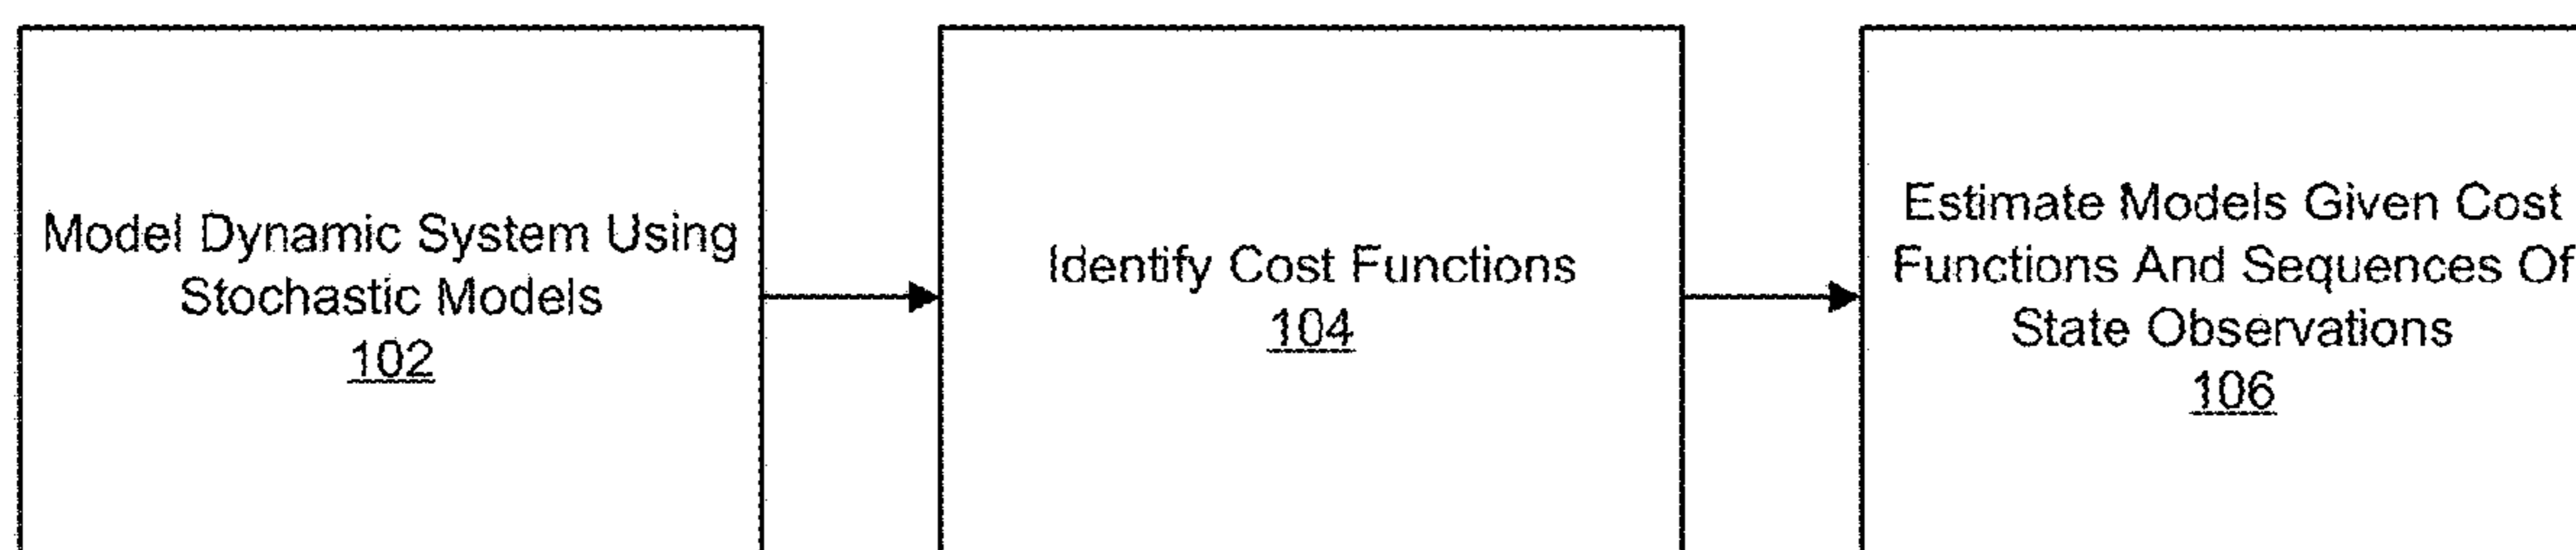 Model Dynamic System Using
Stochastic Models
102
Identify Cost Functions
104
Estimate Models Given Cost
Functions And Sequences Of
State Observations
106